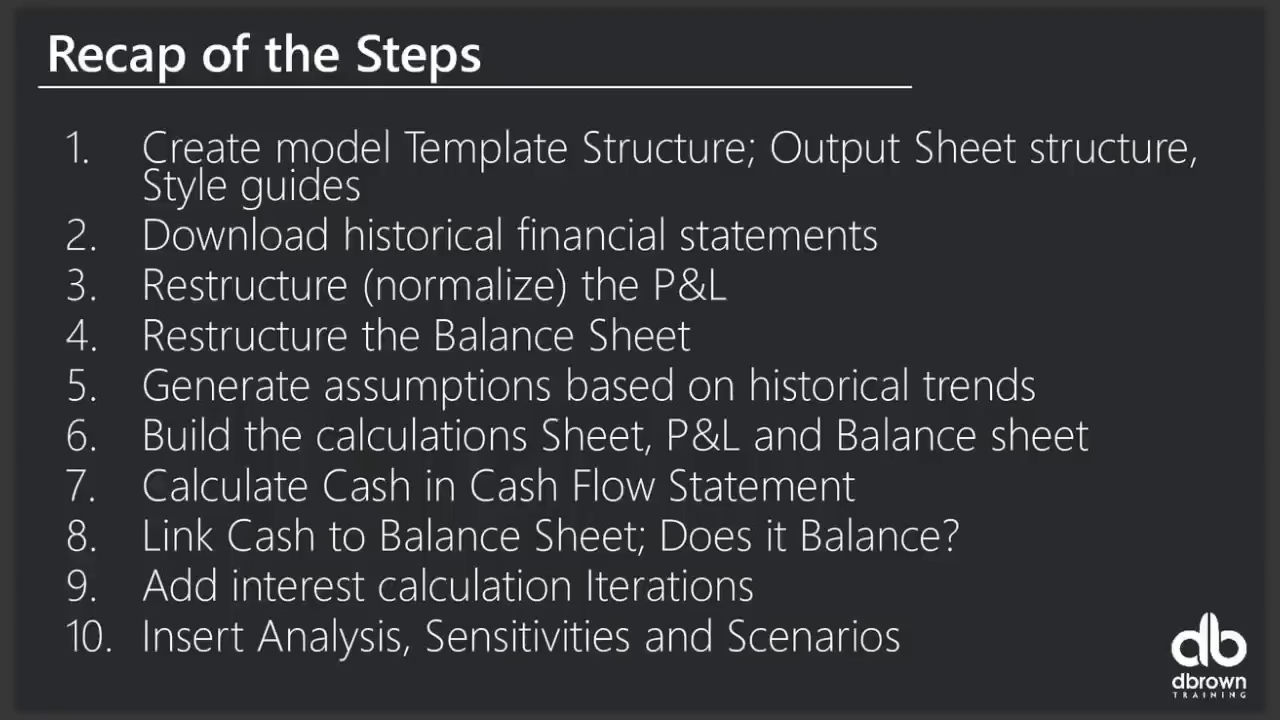 Recap of the Steps
1. Create model Template Structure; Output Sheet structure,
Style guides
2. Download historical financial statements
3. Restructure (normalize) the P&L
4. Restructure the Balance Sheet
5. Generate assumptions based on historical trends
6. Build the calculations Sheet, P&L and Balance sheet
7. Calculate Cash in Cash Flow Statement
8. Link Cash to Balance Sheet; Does it Balance?
9. Add interest calculation Iterations
10. Insert Analysis, Sensitivities and Scenarios
db
dbrown
TRAINING